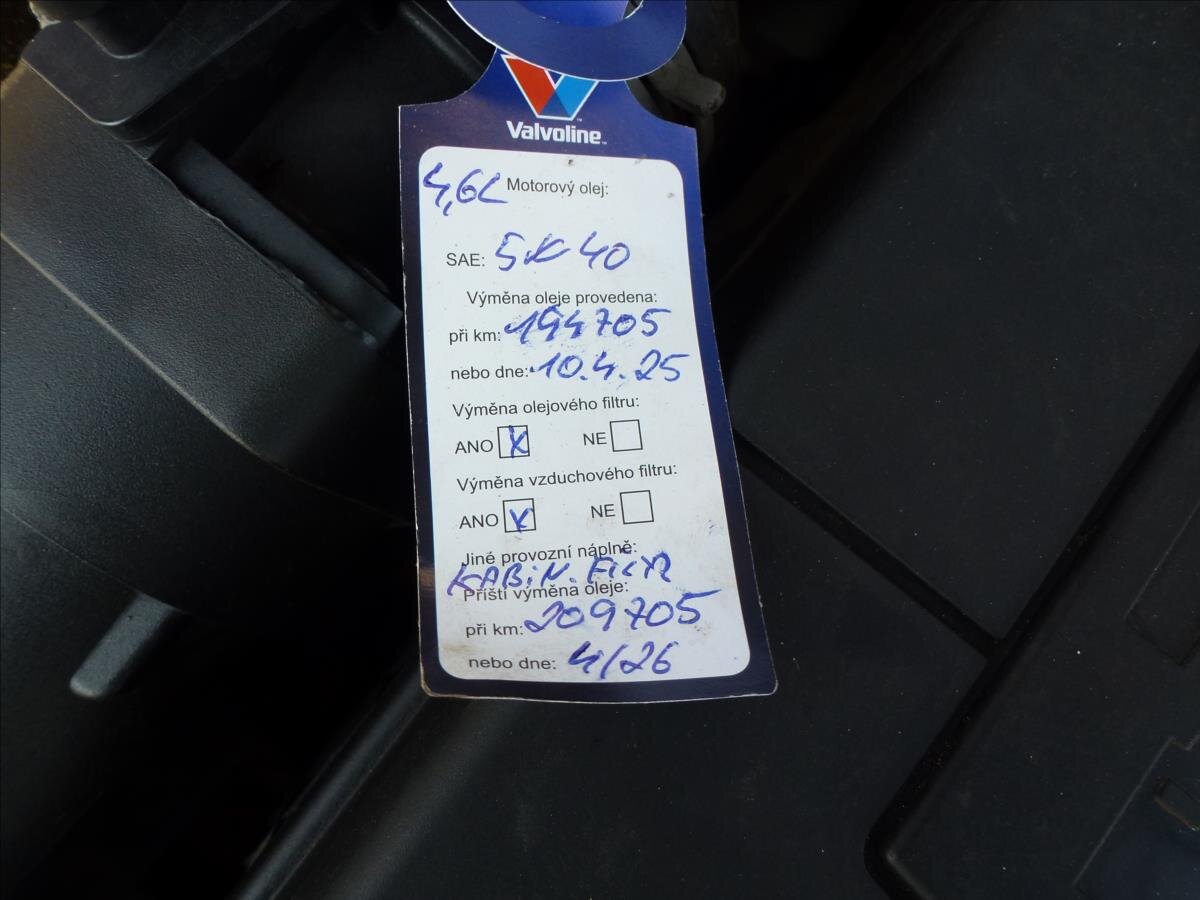 Valvoline™
4,6L Motorový olej:
SAE: 5W40
Výměna oleje provedena:
při km: 194705
nebo dne: 10.4.25
Výměna olejového filtru:
ANO X NE
Výměna vzduchového filtru:
ANO X NE
Jiné provozní náplně:
KABIN. FILTR
Příští výměna oleje:
při km: 209705
nebo dne: 4/26